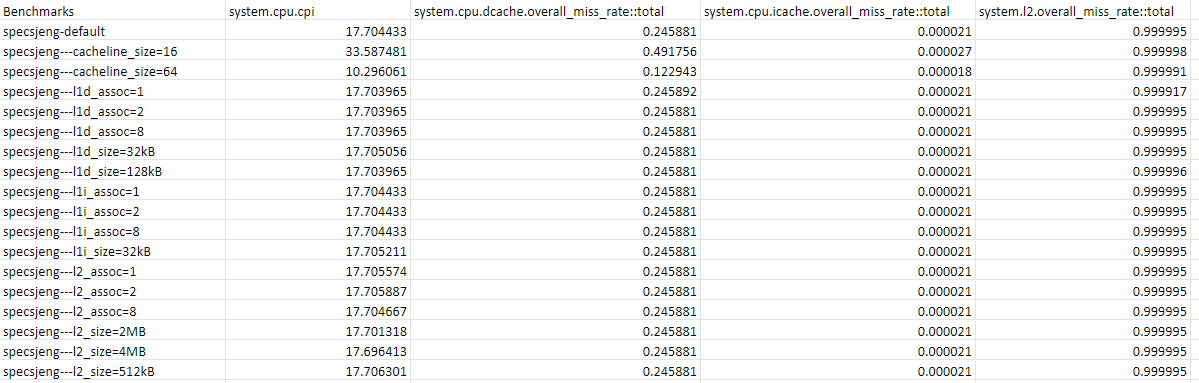 Benchmarks system.cpu.cpi system.cpu.dcache.overall_miss_rate::total system.cpu.icache.overall_miss_rate::total system.l2.overall_miss_rate::total
specsjeng-default 17.704433 0.245881 0.000021 0.999995
specsjeng---cacheline_size=16 33.587481 0.491756 0.000027 0.999998
specsjeng---cacheline_size=64 10.296061 0.122943 0.000018 0.999991
specsjeng---l1d_assoc=1 17.703965 0.245892 0.000021 0.999917
specsjeng---l1d_assoc=2 17.703965 0.245881 0.000021 0.999995
specsjeng---l1d_assoc=8 17.703965 0.245881 0.000021 0.999995
specsjeng---l1d_size=32kB 17.705056 0.245881 0.000021 0.999995
specsjeng---l1d_size=128kB 17.703965 0.245881 0.000021 0.999996
specsjeng---l1i_assoc=1 17.704433 0.245881 0.000021 0.999995
specsjeng---l1i_assoc=2 17.704433 0.245881 0.000021 0.999995
specsjeng---l1i_assoc=8 17.704433 0.245881 0.000021 0.999995
specsjeng---l1i_size=32kB 17.705211 0.245881 0.000021 0.999995
specsjeng---l2_assoc=1 17.705574 0.245881 0.000021 0.999995
specsjeng---l2_assoc=2 17.705887 0.245881 0.000021 0.999995
specsjeng---l2_assoc=8 17.704667 0.245881 0.000021 0.999995
specsjeng---l2_size=2MB 17.701318 0.245881 0.000021 0.999995
specsjeng---l2_size=4MB 17.696413 0.245881 0.000021 0.999995
specsjeng---l2_size=512kB 17.706301 0.245881 0.000021 0.999995